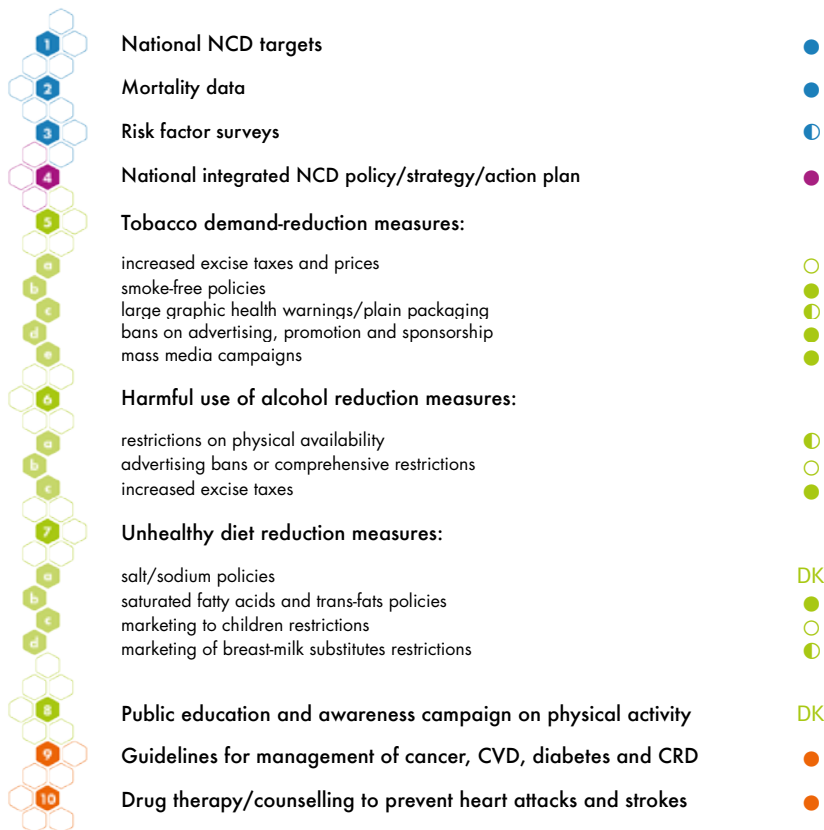 1 National NCD targets
2 Mortality data
3 Risk factor surveys
4 National integrated NCD policy/strategy/action plan
5 Tobacco demand-reduction measures:
a increased excise taxes and prices
b smoke-free policies
c large graphic health warnings/plain packaging
d bans on advertising, promotion and sponsorship
e mass media campaigns
6 Harmful use of alcohol reduction measures:
a restrictions on physical availability
b advertising bans or comprehensive restrictions
c increased excise taxes
7 Unhealthy diet reduction measures:
a salt/sodium policies DK
b saturated fatty acids and trans-fats policies
c marketing to children restrictions
d marketing of breast-milk substitutes restrictions
8 Public education and awareness campaign on physical activity DK
9 Guidelines for management of cancer, CVD, diabetes and CRD
10 Drug therapy/counselling to prevent heart attacks and strokes